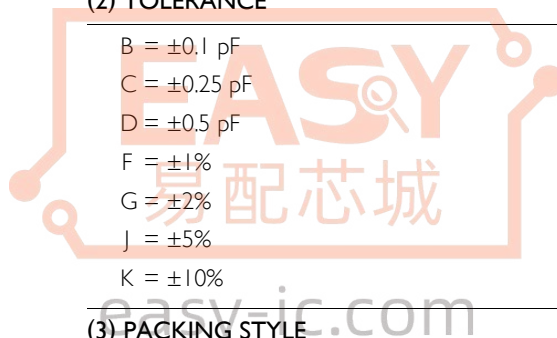 (2) TOLERANCE
B = ±0.1 pF
EASY
C = ±0.25 pF
D = ±0.5 pF
F = ±1%
易配芯城
G = ±2%
J = ±5%
K = ±10%
easy-ic.com
(3) PACKING STYLE